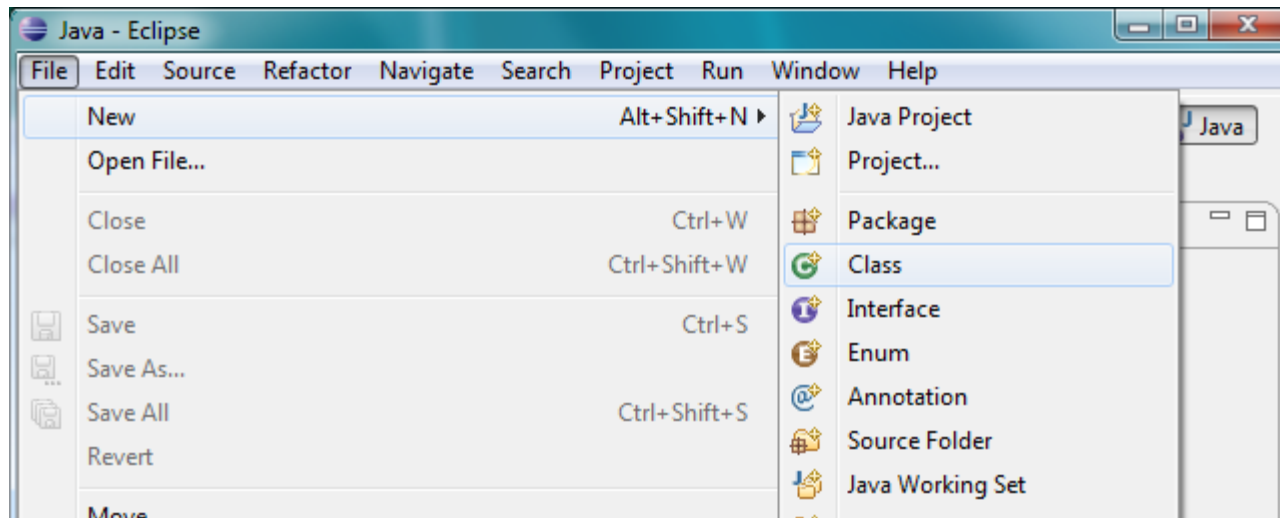 Java - Eclipse
File Edit Source Refactor Navigate Search Project Run Window Help
New Alt+Shift+N
Open File...
Close Ctrl+W
Close All Ctrl+Shift+W
Save Ctrl+S
Save As...
Save All Ctrl+Shift+S
Revert
Move...
Java Project
Project...
Package
Class
Interface
Enum
Annotation
Source Folder
Java Working Set
Java